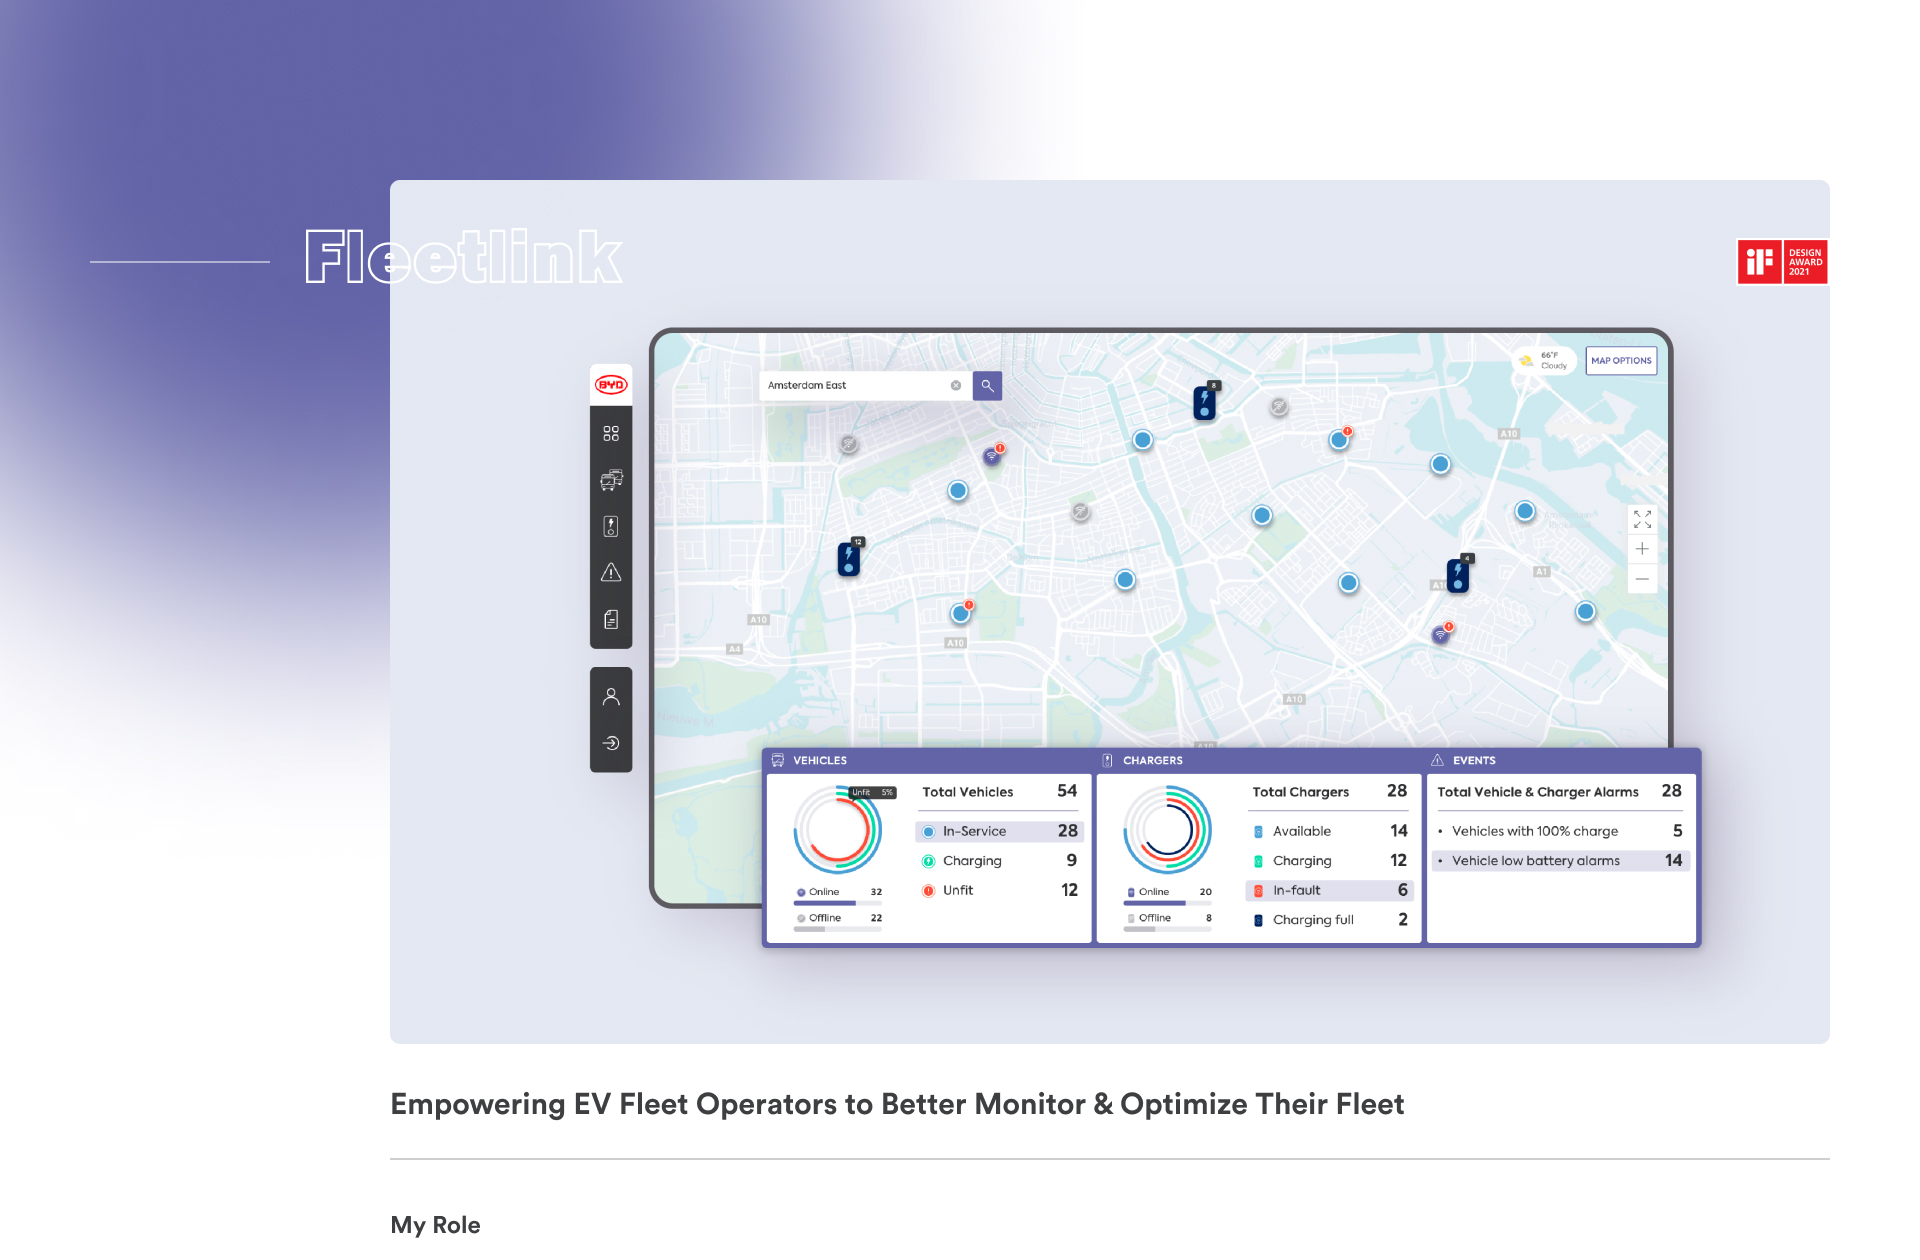 Fleetlink
iF
DESIGN
AWARD
2021
BYD
Amsterdam East
66°F
Cloudy
MAP OPTIONS
8
A10
12
4
A1
A10
A4
A10
A10
VEHICLES
Unfit 5%
Total Vehicles 54
In-Service 28
Charging 9
Unfit 12
Online 32
Offline 22
CHARGERS
Total Chargers 28
Available 14
Charging 12
In-fault 6
Charging full 2
Online 20
Offline 8
EVENTS
Total Vehicle & Charger Alarms 28
• Vehicles with 100% charge 5
• Vehicle low battery alarms 14
Empowering EV Fleet Operators to Better Monitor & Optimize Their Fleet
My Role